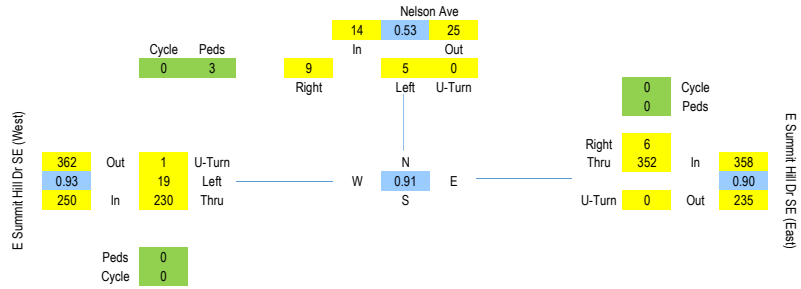 Nelson Ave
14 0.53 25
Cycle Peds In Out
0 3 9 5 0
Right Left U-Turn
0 Cycle
0 Peds
E Summit Hill Dr SE (West)
E Summit Hill Dr SE (East)
Right 6
362 Out 1 U-Turn N Thru 352 In 358
0.93 19 Left W 0.91 E 0.90
250 In 230 Thru S U-Turn 0 Out 235
Peds 0
Cycle 0